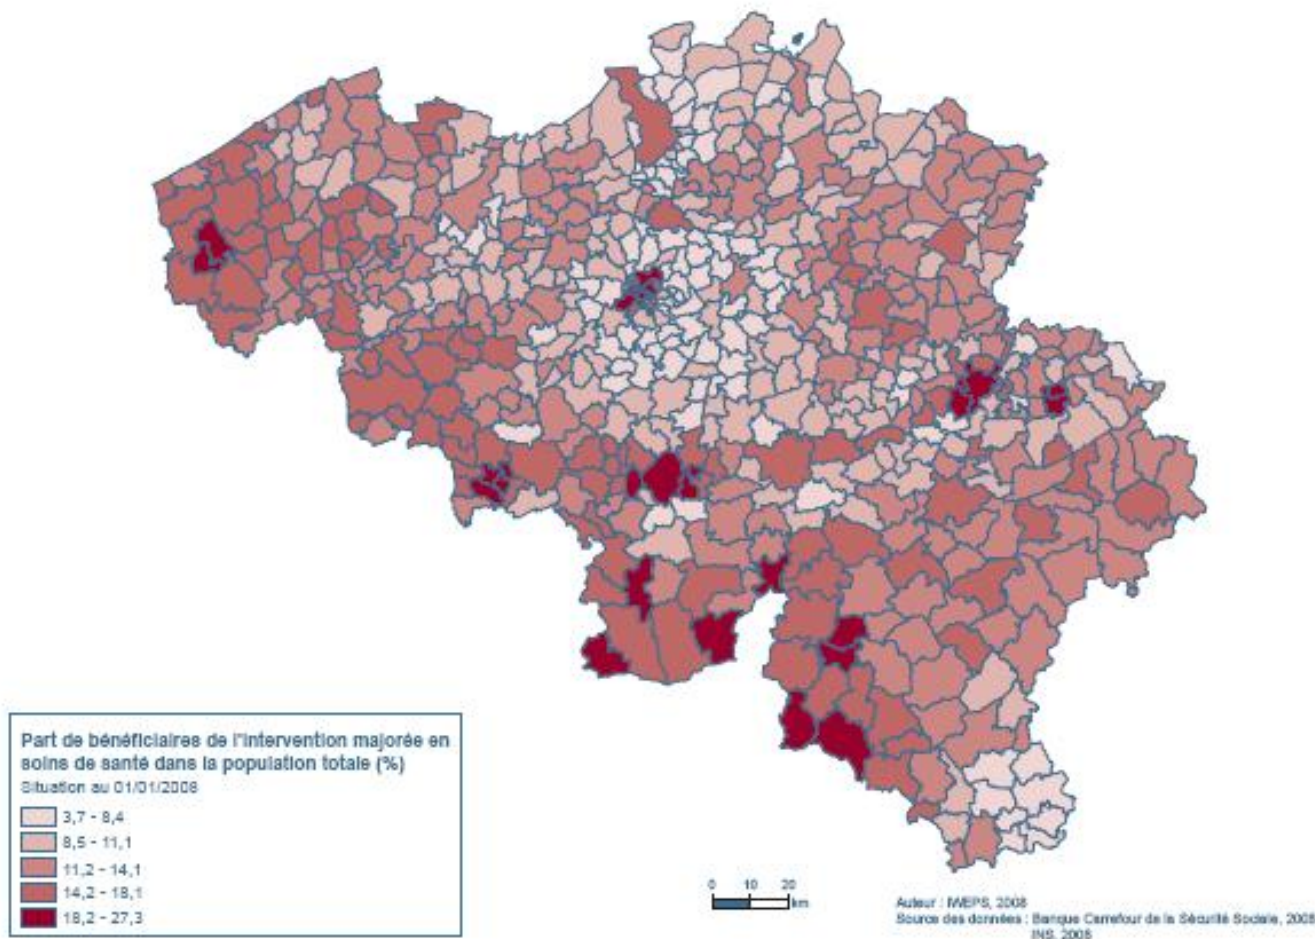 Part de bénéficiaires de l'intervention majorée en
soins de santé dans la population totale (%)
Situation au 01/01/2008
3,7 - 8,4
8,5 - 11,1
11,2 - 14,1
14,2 - 18,1
18,2 - 27,3
0 10 20
km
Auteur : IWEPS, 2008
Source des données : Banque Carrefour de la Sécurité Sociale, 2008
INS, 2008